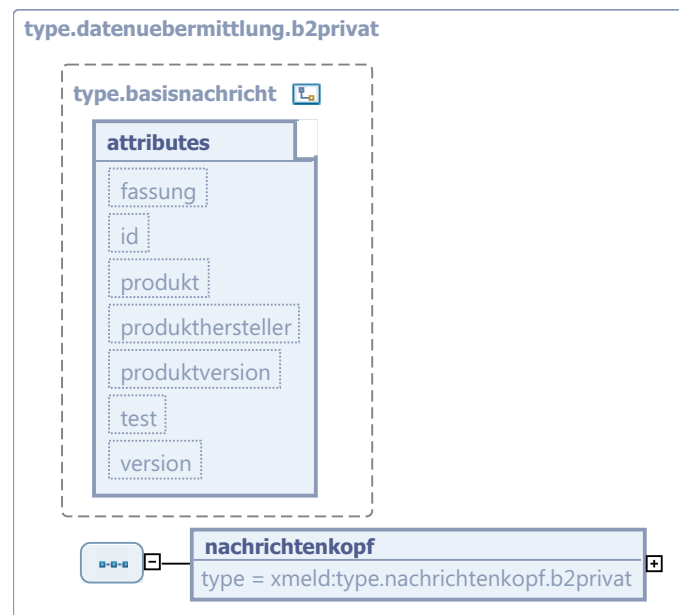 type.datenuebermittlung.b2privat
type.basisnachricht
attributes
fassung
id
produkt
produkthersteller
produktversion
test
version
nachrichtenkopf
type = xmeld:type.nachrichtenkopf.b2privat